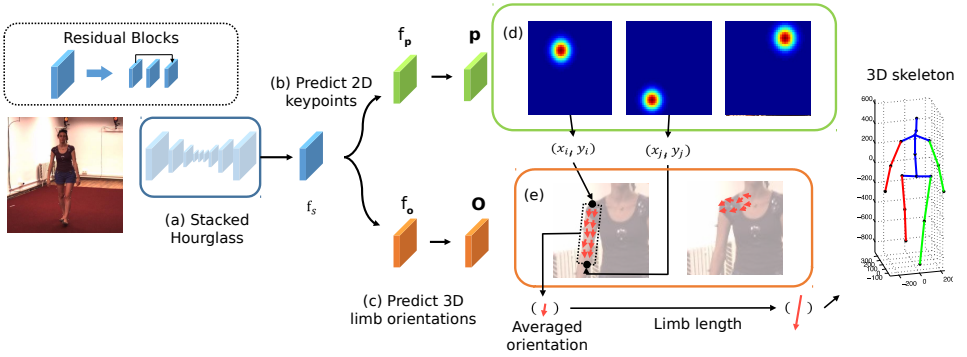 Residual Blocks
(a) Stacked
Hourglass
(b) Predict 2D
keypoints
f_s
f_p
p
f_o
o
(c) Predict 3D
limb orientations
(d)
(x_i, y_i)
(x_j, y_j)
(e)
( )
Averaged
orientation
Limb length
( )
3D skeleton
600
400
200
0
−200
−400
−600
−800
300
200
100
0
−100
−200
0
200